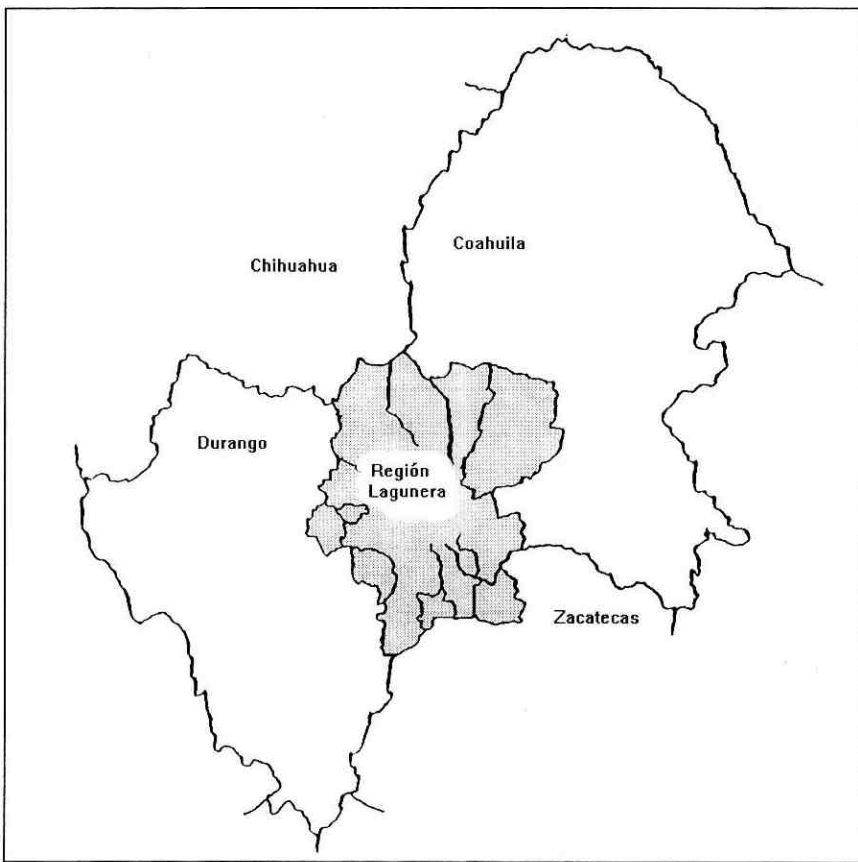 Coahuila
Chihuahua
Durango
Región
Lagunera
Zacatecas